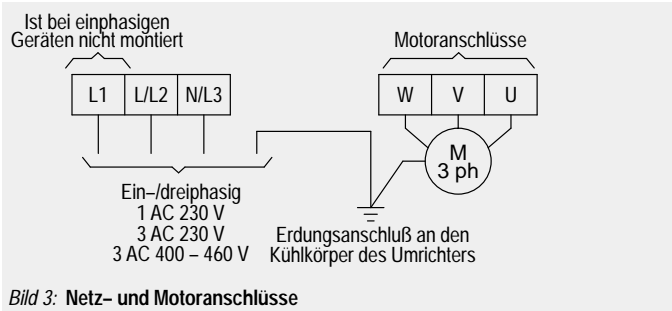 Ist bei einphasigen
Geräten nicht montiert
Motoranschlüsse
L1 L/L2 N/L3
W V U
M
3 ph
Ein–/dreiphasig
1 AC 230 V
3 AC 230 V
3 AC 400 – 460 V
Erdungsanschluß an den
Kühlkörper des Umrichters
Bild 3: Netz– und Motoranschlüsse